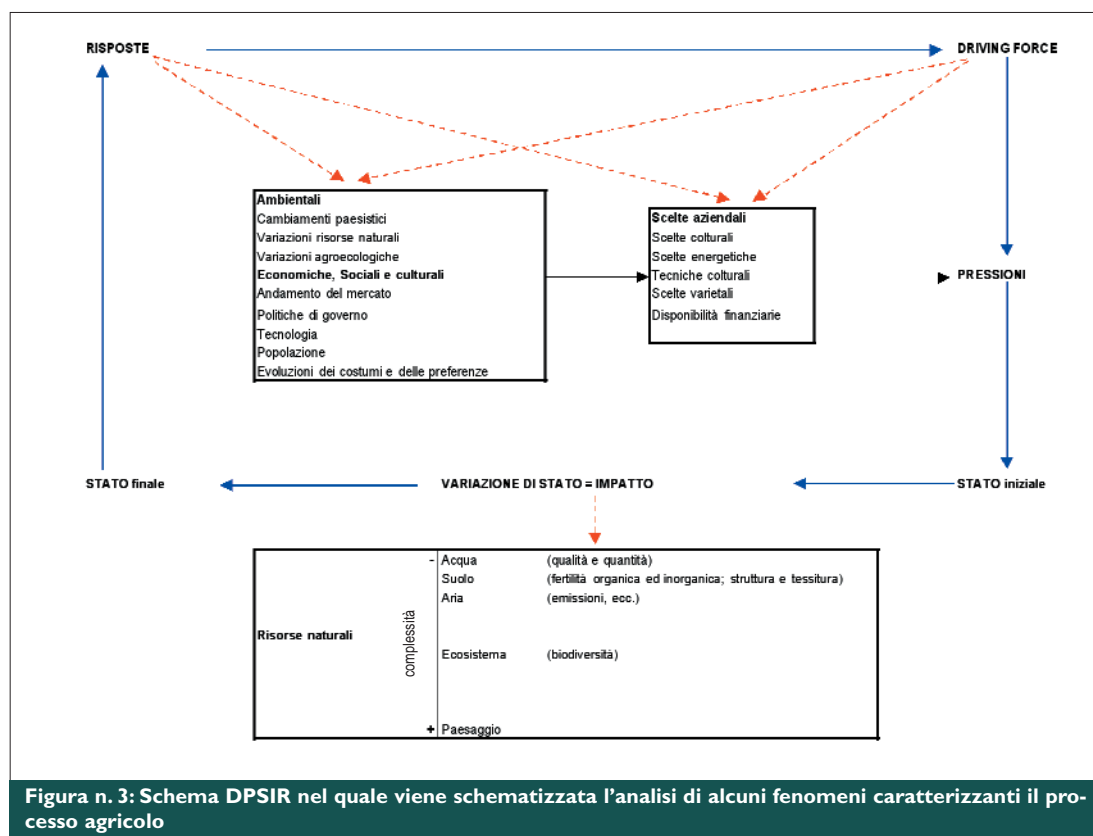 RISPOSTE
DRIVING FORCE
Ambientali
Cambiamenti paesistici
Variazioni risorse naturali
Variazioni agroecologiche
Economiche, Sociali e culturali
Andamento del mercato
Politiche di governo
Tecnologia
Popolazione
Evoluzioni dei costumi e delle preferenze
Scelte aziendali
Scelte colturali
Scelte energetiche
Tecniche colturali
Scelte varietali
Disponibilità finanziarie
PRESSIONI
STATO finale
VARIAZIONE DI STATO = IMPATTO
STATO iniziale
Risorse naturali
complessità
- Acqua (qualità e quantità)
Suolo (fertilità organica ed inorganica; struttura e tessitura)
Aria (emissioni, ecc.)
Ecosistema (biodiversità)
+ Paesaggio
Figura n. 3: Schema DPSIR nel quale viene schematizzata l'analisi di alcuni fenomeni caratterizzanti il pro-
cesso agricolo